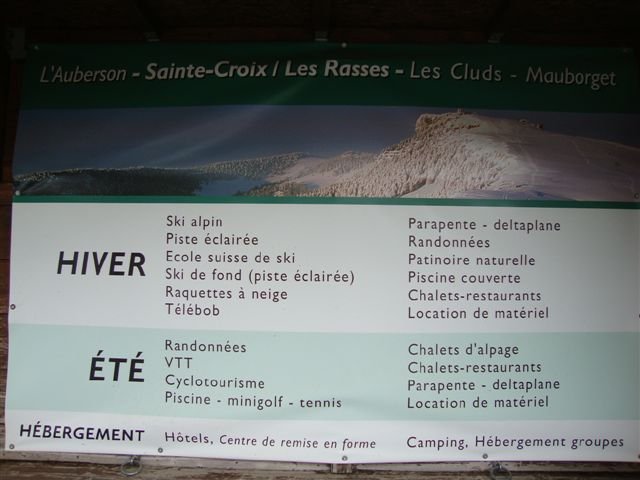 L'Auberson - Sainte-Croix / Les Rasses - Les Cluds - Mauborget
HIVER
Ski alpin
Piste éclairée
Ecole suisse de ski
Ski de fond (piste éclairée)
Raquettes à neige
Télébob
Parapente - deltaplane
Randonnées
Patinoire naturelle
Piscine couverte
Chalets-restaurants
Location de matériel
ÉTÉ
Randonnées
VTT
Cyclotourisme
Piscine - minigolf - tennis
Chalets d'alpage
Chalets-restaurants
Parapente - deltaplane
Location de matériel
HÉBERGEMENT
Hôtels, Centre de remise en forme
Camping, Hébergement groupes